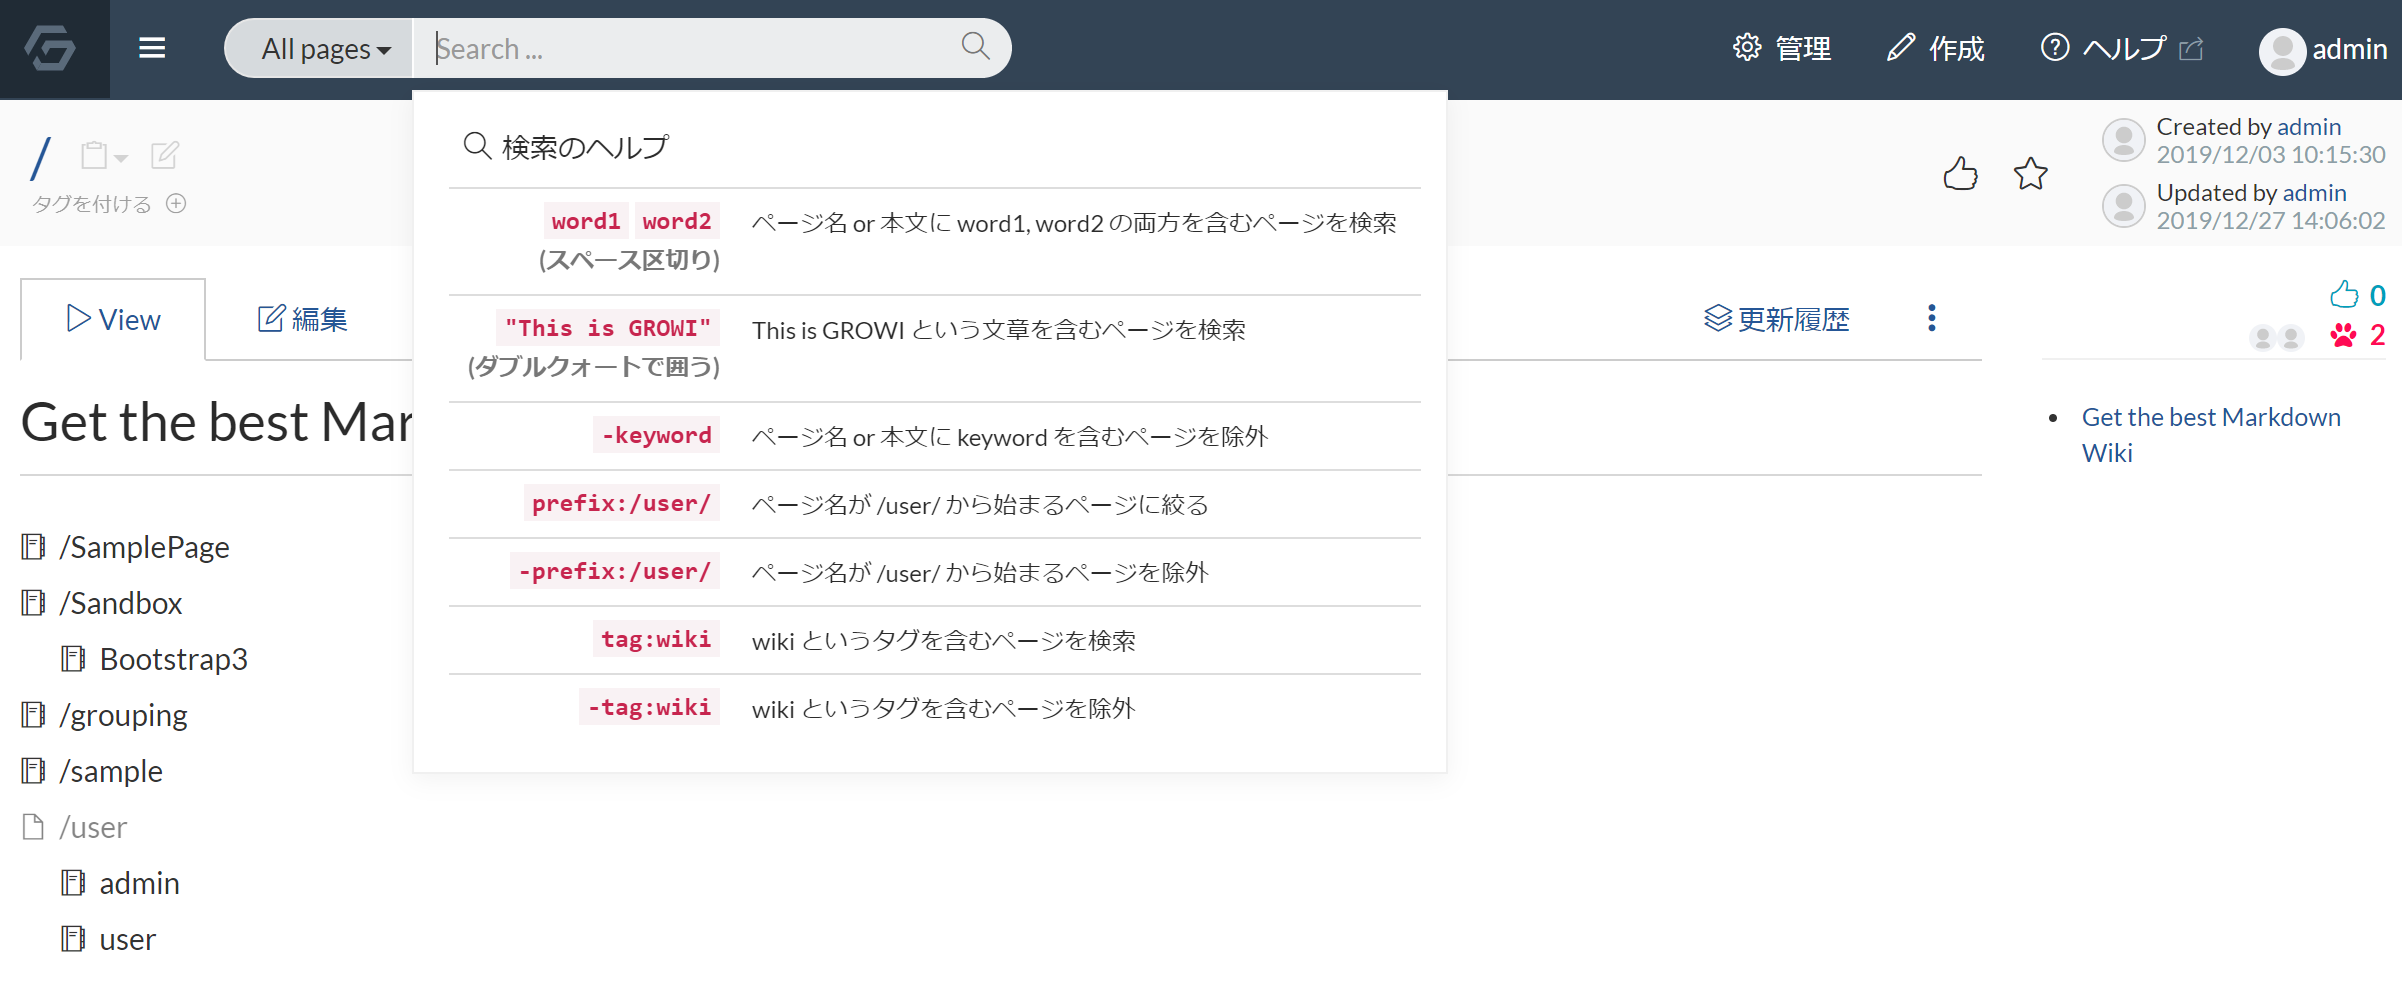 All pages
Search ...
管理
作成
ヘルプ
admin
/
タグを付ける
Created by admin
2019/12/03 10:15:30
Updated by admin
2019/12/27 14:06:02
検索のヘルプ
word1 word2 ページ名 or 本文に word1, word2 の両方を含むページを検索
(スペース区切り)
"This is GROWI" This is GROWI という文章を含むページを検索
(ダブルクォートで囲う)
-keyword ページ名 or 本文に keyword を含むページを除外
prefix:/user/ ページ名が /user/ から始まるページに絞る
-prefix:/user/ ページ名が /user/ から始まるページを除外
tag:wiki wiki というタグを含むページを検索
-tag:wiki wiki というタグを含むページを除外
View
編集
更新履歴
0
2
Get the best Mar
Get the best Markdown
Wiki
/SamplePage
/Sandbox
Bootstrap3
/grouping
/sample
/user
admin
user